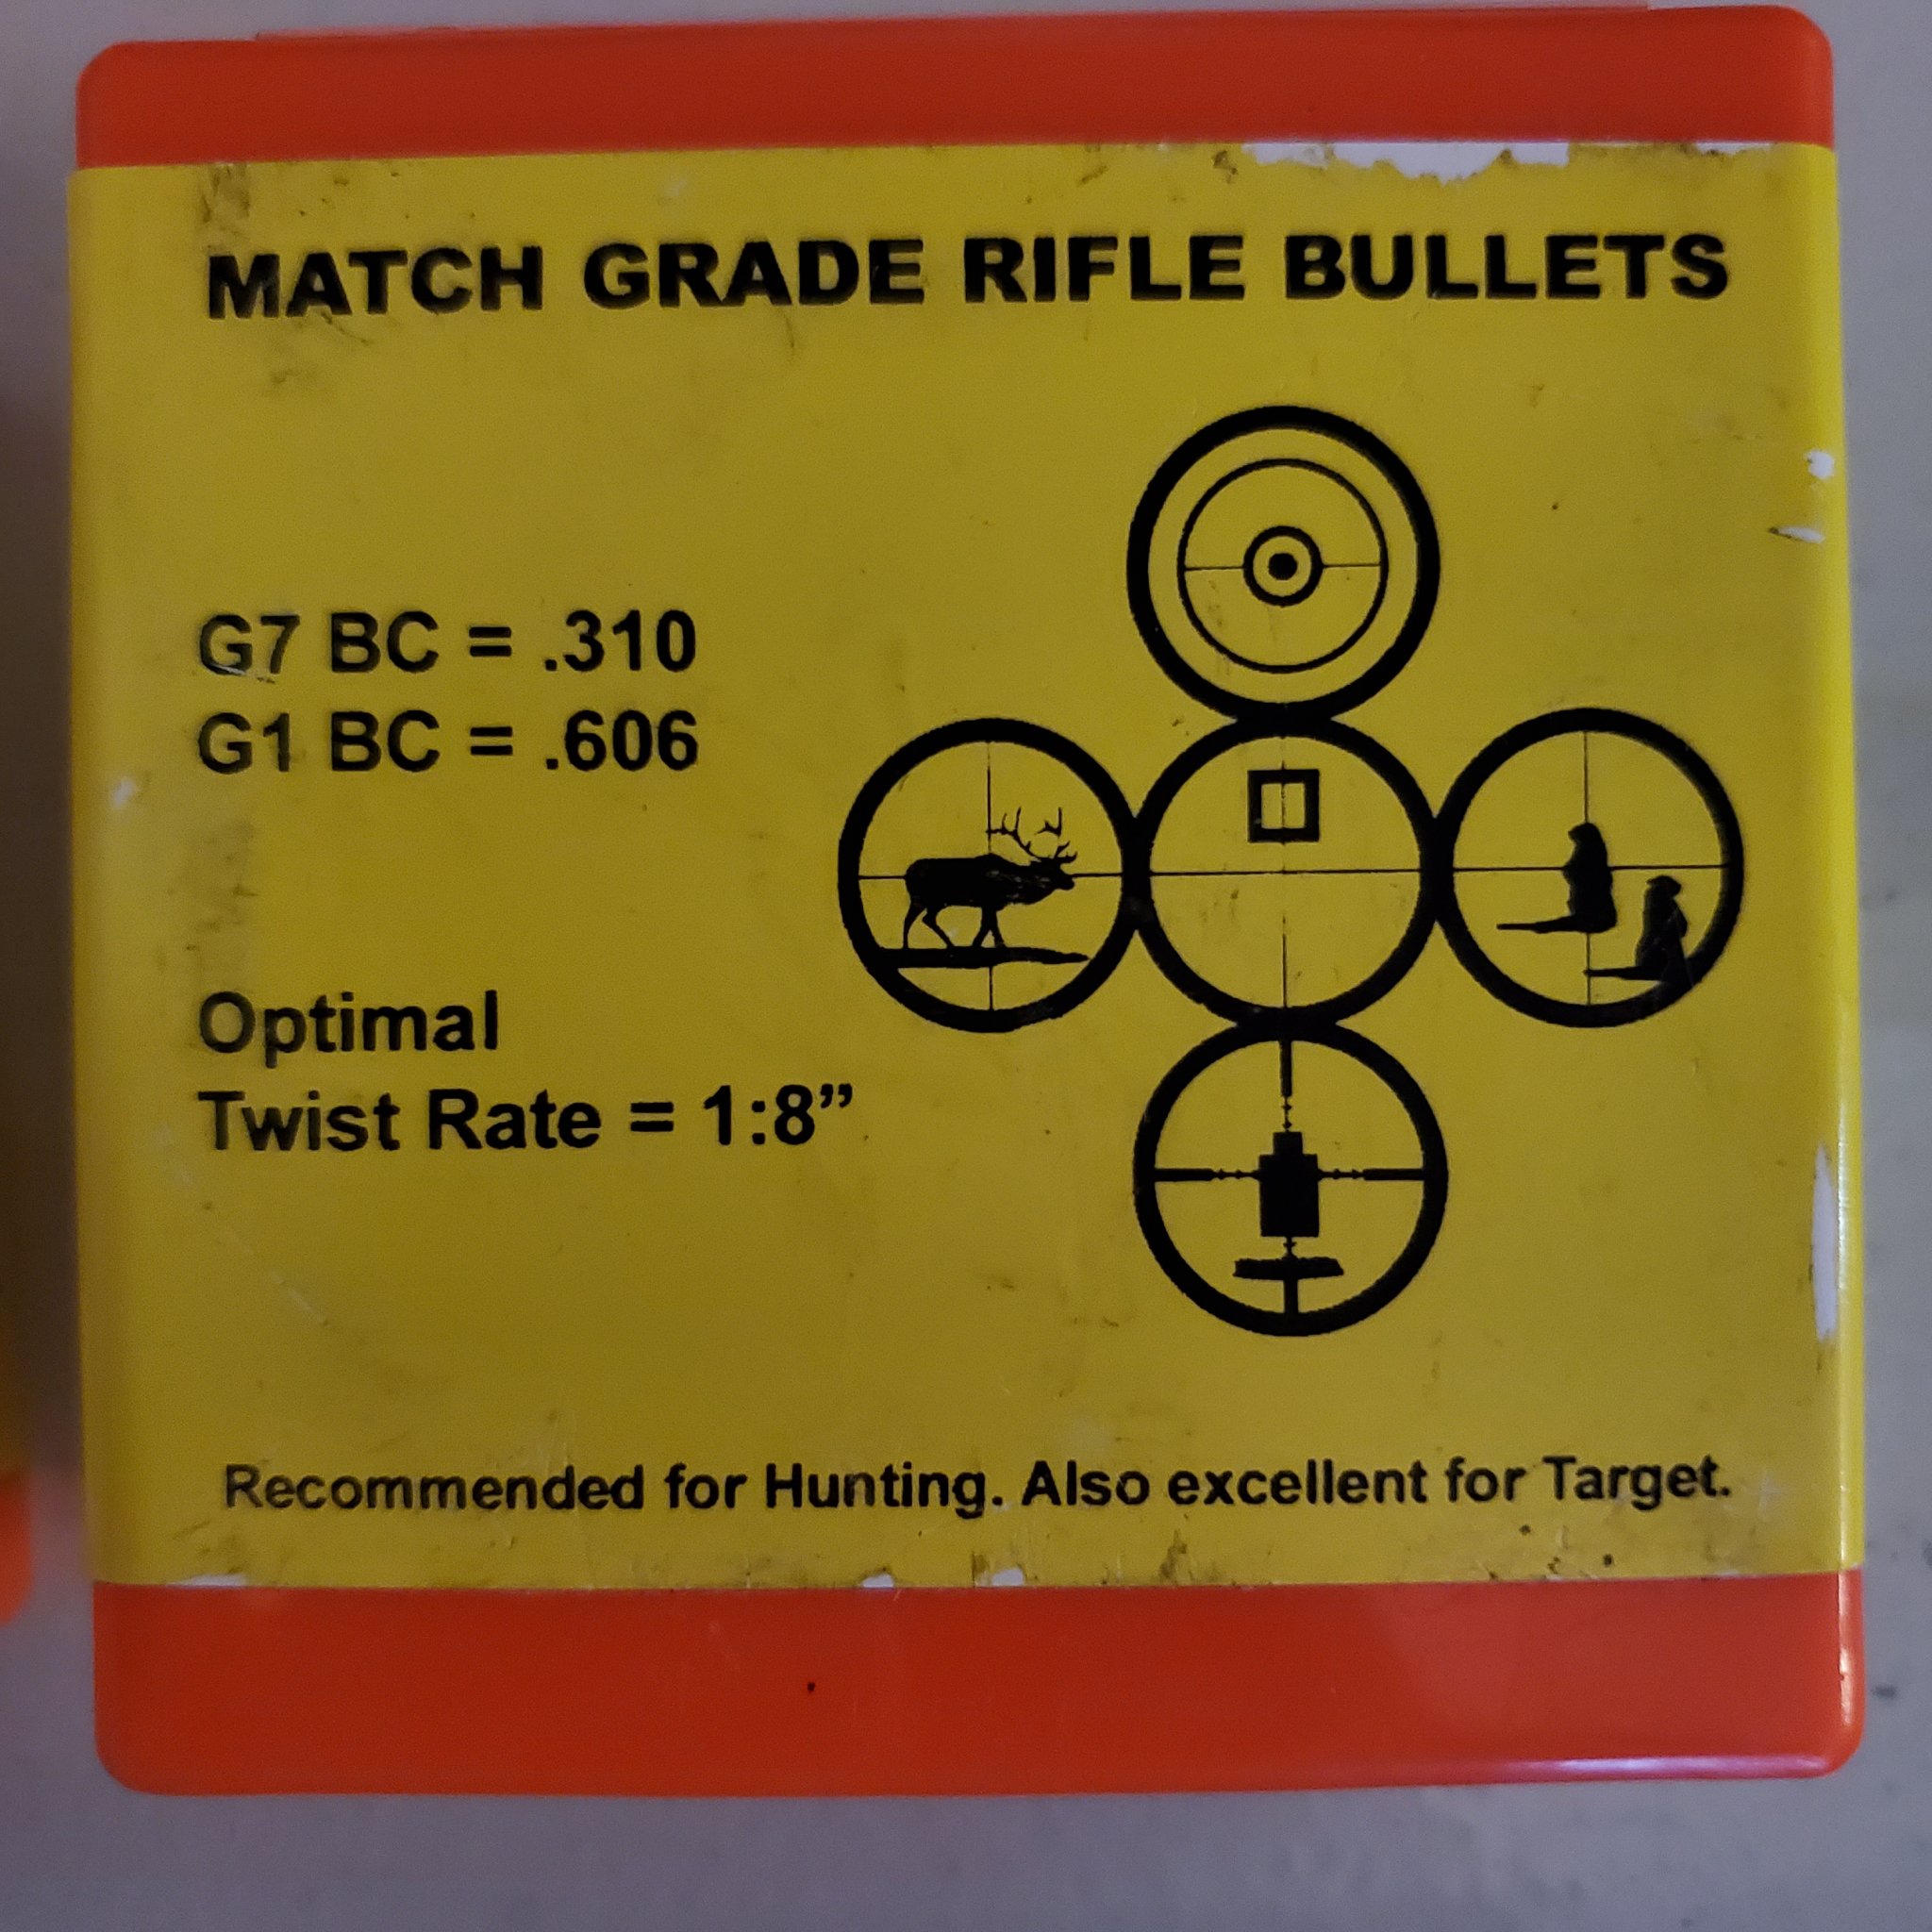 MATCH GRADE RIFLE BULLETS
G7 BC = .310
G1 BC = .606
Optimal
Twist Rate = 1:8”
Recommended for Hunting. Also excellent for Target.